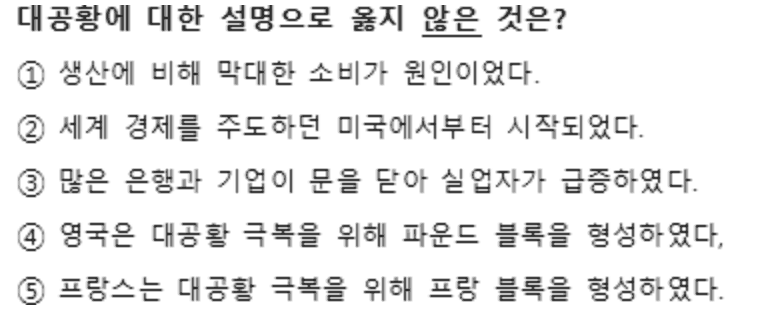 대공황에 대한 설명으로 옳지 않은 것은?
① 생산에 비해 막대한 소비가 원인이었다.
② 세계 경제를 주도하던 미국에서부터 시작되었다.
③ 많은 은행과 기업이 문을 닫아 실업자가 급증하였다.
④ 영국은 대공황 극복을 위해 파운드 블록을 형성하였다,
⑤ 프랑스는 대공황 극복을 위해 프랑 블록을 형성하였다.